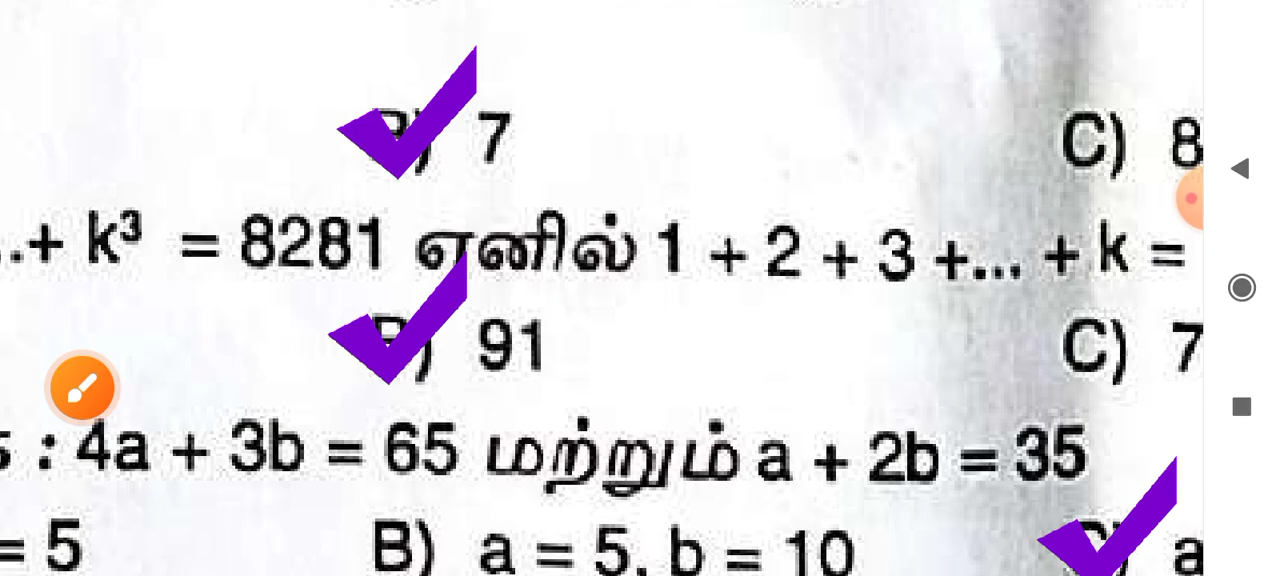 7 C) 8
..+ k³ = 8281 எனில் 1 + 2 + 3 +... + k =
91 C) 7
: 4a + 3b = 65 மற்றும் a + 2b = 35
= 5 B) a = 5, b = 10 a